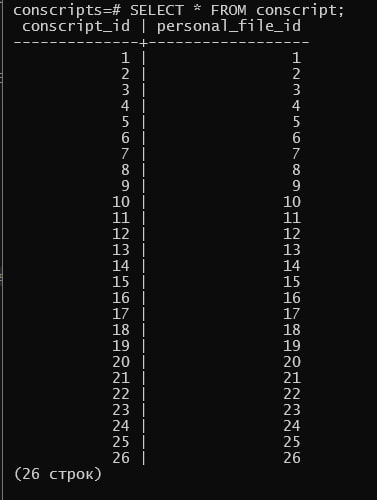 conscripts=# SELECT * FROM conscript;
 conscript_id | personal_file_id
--------------+------------------
            1 |                1
            2 |                2
            3 |                3
            4 |                4
            5 |                5
            6 |                6
            7 |                7
            8 |                8
            9 |                9
           10 |               10
           11 |               11
           12 |               12
           13 |               13
           14 |               14
           15 |               15
           16 |               16
           17 |               17
           18 |               18
           19 |               19
           20 |               20
           21 |               21
           22 |               22
           23 |               23
           24 |               24
           25 |               25
           26 |               26
(26 строк)